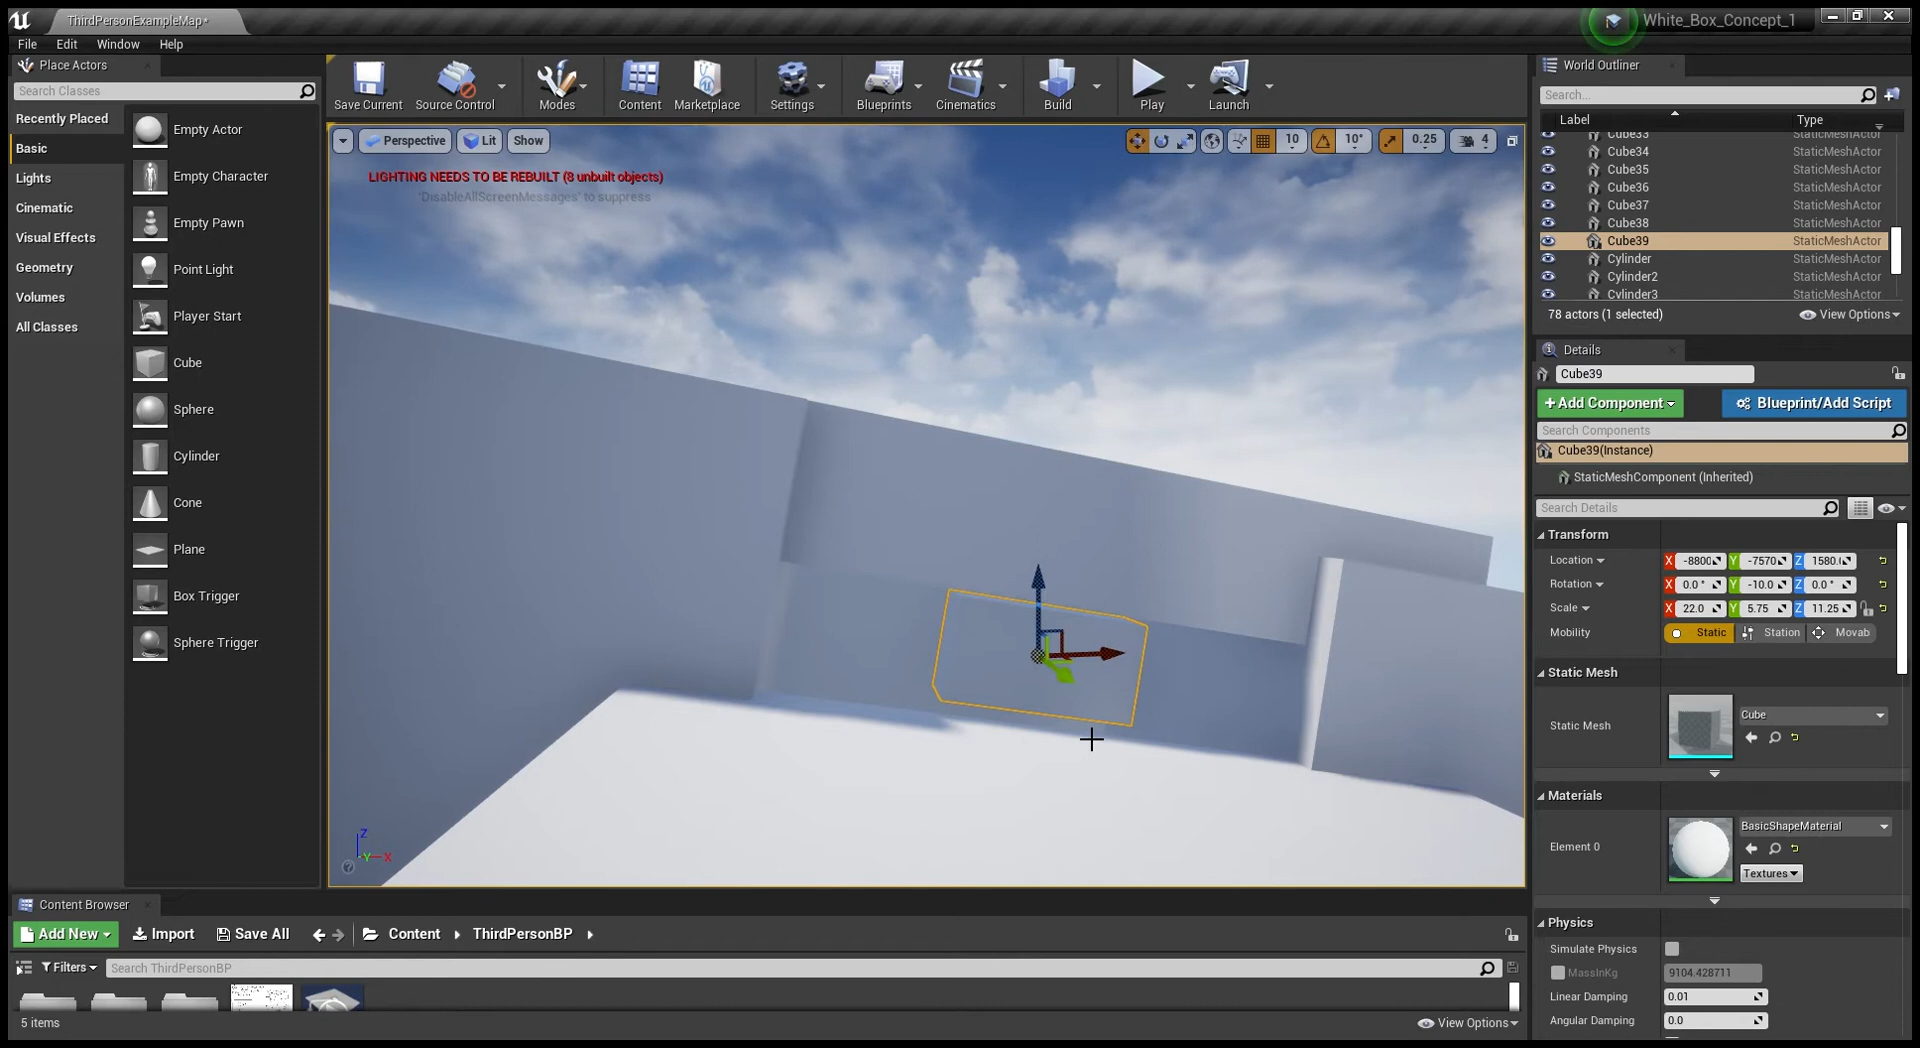 ThirdPersonExampleMap*
White_Box_Concept_1
File Edit Window Help
Place Actors
Search Classes
Recently Placed
Basic
Lights
Cinematic
Visual Effects
Geometry
Volumes
All Classes
Empty Actor
Empty Character
Empty Pawn
Point Light
Player Start
Cube
Sphere
Cylinder
Cone
Plane
Box Trigger
Sphere Trigger
Save Current Source Control Modes Content Marketplace Settings Blueprints Cinematics Build Play Launch
Perspective Lit Show
10 10° 0.25 4
LIGHTING NEEDS TO BE REBUILT (8 unbuilt objects)
'DisableAllScreenMessages' to suppress
Z
Y X
World Outliner
Search...
Label Type
Cube33 StaticMeshActor
Cube34 StaticMeshActor
Cube35 StaticMeshActor
Cube36 StaticMeshActor
Cube37 StaticMeshActor
Cube38 StaticMeshActor
Cube39 StaticMeshActor
Cylinder StaticMeshActor
Cylinder2 StaticMeshActor
Cylinder3 StaticMeshActor
78 actors (1 selected) View Options
Details
Cube39
+Add Component Blueprint/Add Script
Search Components
Cube39(Instance)
StaticMeshComponent (Inherited)
Search Details
Transform
Location X -8800 Y -7570 Z 1580.
Rotation X 0.0 ° Y -10.0 Z 0.0 °
Scale X 22.0 Y 5.75 Z 11.25
Mobility Static Station Movab
Static Mesh
Static Mesh Cube
Materials
Element 0 BasicShapeMaterial
Textures
Physics
Simulate Physics
MassInKg 9104.428711
Linear Damping 0.01
Angular Damping 0.0
Content Browser
Add New Import Save All Content ThirdPersonBP
Filters Search ThirdPersonBP
5 items View Options